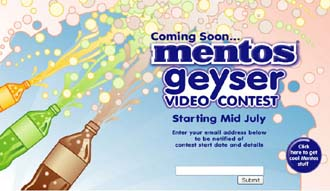 Coming Soon...
mentos
geyser
VIDEO CONTEST
Starting Mid July
Enter your email address below
to be notified of
contest start date and details
Click
here to get
cool Mentos
stuff
Submit